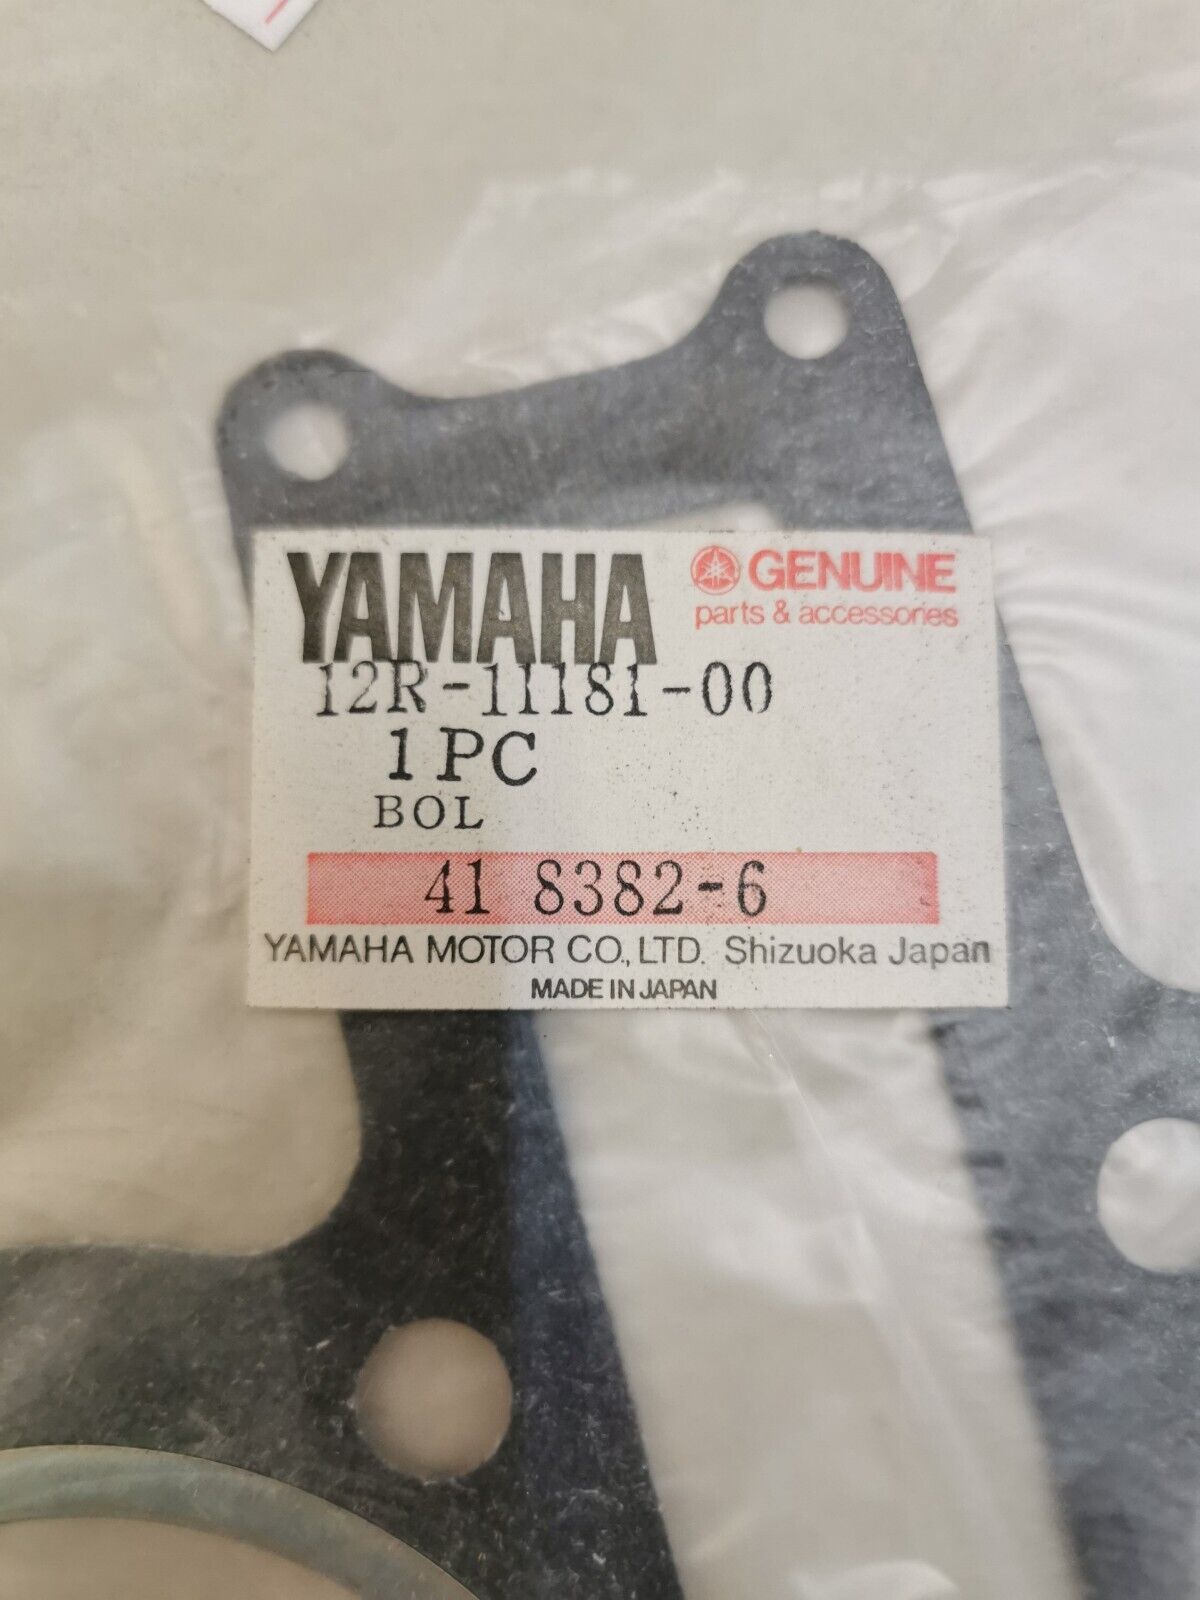 YAMAHA
GENUINE
parts & accessories
12R-11181-00
1 PC
BOL
41 8382-6
YAMAHA MOTOR CO., LTD. Shizuoka Japan
MADE IN JAPAN